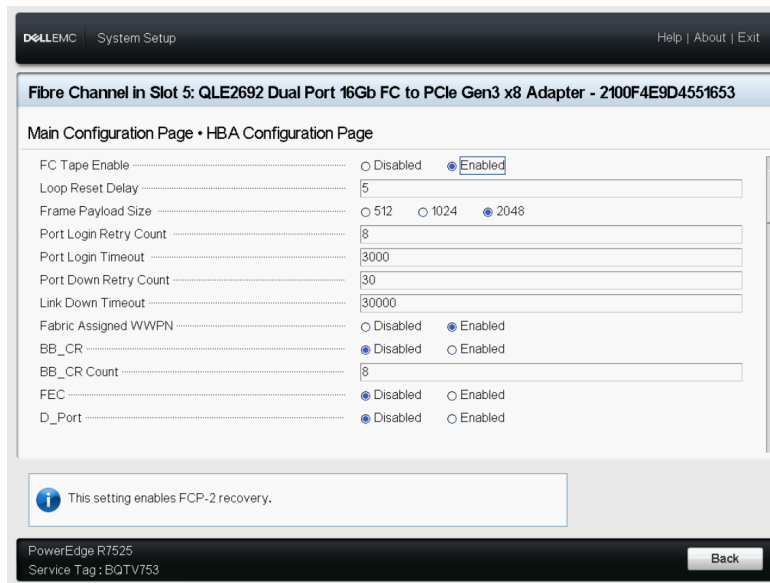 DELLEMC System Setup Help | About | Exit
Fibre Channel in Slot 5: QLE2692 Dual Port 16Gb FC to PCIe Gen3 x8 Adapter - 2100F4E9D4551653
Main Configuration Page • HBA Configuration Page
FC Tape Enable Disabled Enabled
Loop Reset Delay 5
Frame Payload Size 512 1024 2048
Port Login Retry Count 8
Port Login Timeout 3000
Port Down Retry Count 30
Link Down Timeout 30000
Fabric Assigned WWPN Disabled Enabled
BB_CR Disabled Enabled
BB_CR Count 8
FEC Disabled Enabled
D_Port Disabled Enabled
This setting enables FCP-2 recovery.
PowerEdge R7525
Service Tag : BQTV753
Back